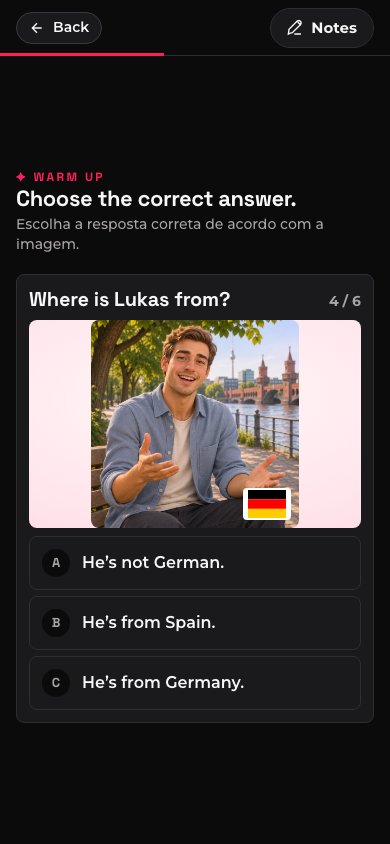 Back
Notes
WARM UP
Choose the correct answer.
Escolha a resposta correta de acordo com a
imagem.
Where is Lukas from?
4 / 6
A He's not German.
B He's from Spain.
C He's from Germany.